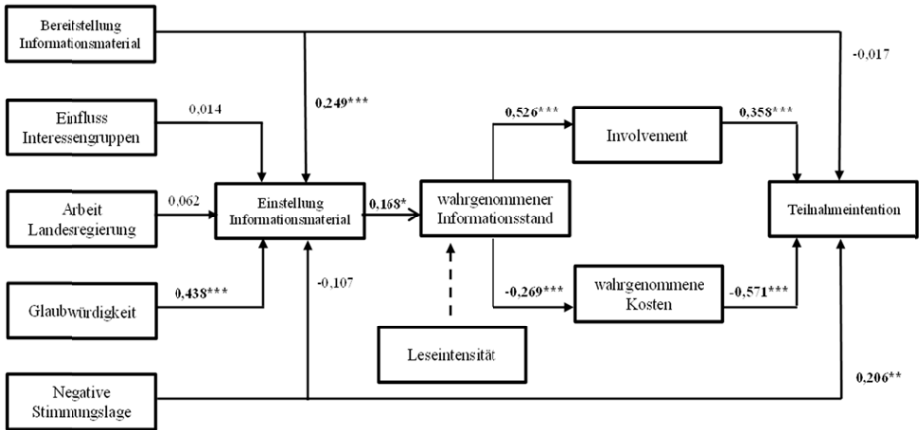 Bereitstellung
Informationsmaterial
-0,017
0,249***
Einfluss
Interessengruppen
0,014
0,526***
Involvement
0,358***
Arbeit
Landesregierung
0,062
Einstellung
Informationsmaterial
0,168*
wahrgenommener
Informationsstand
Teilnahmeintention
Glaubwürdigkeit
0,438***
-0,107
-0,269***
wahrgenommene
Kosten
-0,571***
Leseintensität
Negative
Stimmungslage
0,206**